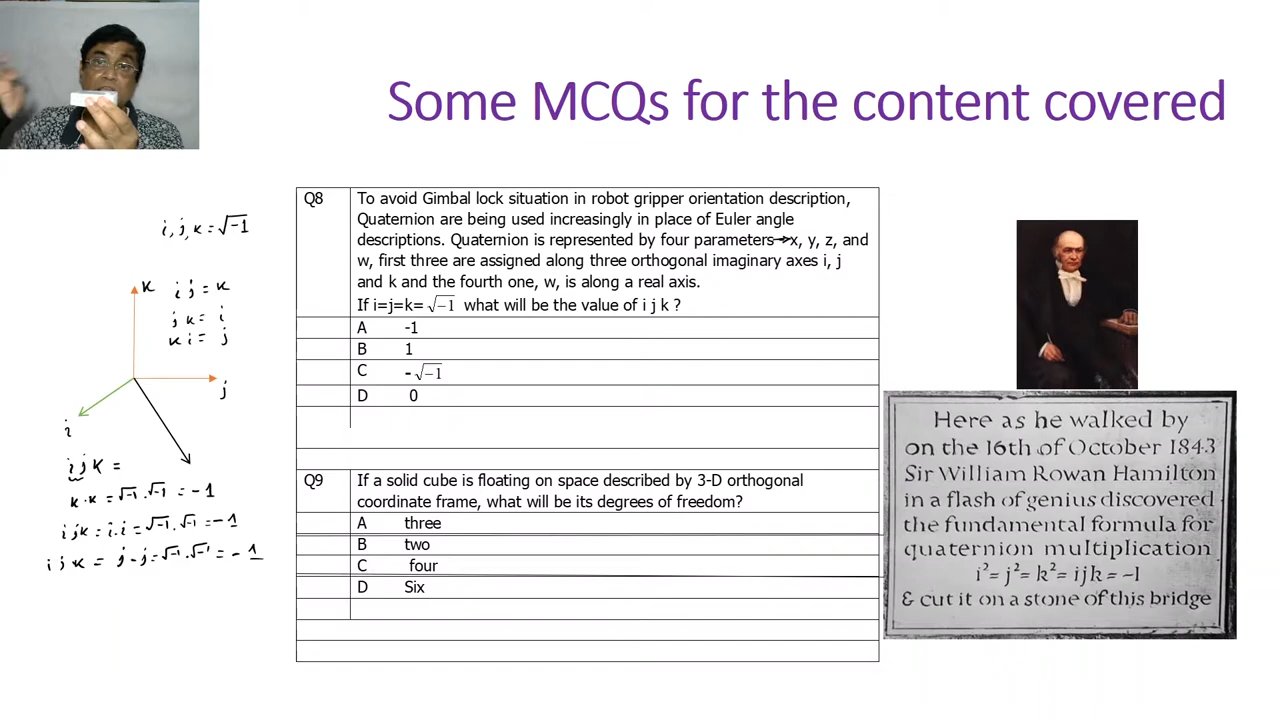 Some MCQs for the content covered
i, j, k = √-1
k
i j = k
j k = i
k i = j
j
i
i j k =
k · k = √-1 . √-1 = -1
i j k = i . i = √-1 . √-1 = -1
i j k = j - j = √-1 . √-1 = -1
Q8 To avoid Gimbal lock situation in robot gripper orientation description,
Quaternion are being used increasingly in place of Euler angle
descriptions. Quaternion is represented by four parameters→x, y, z, and
w, first three are assigned along three orthogonal imaginary axes i, j
and k and the fourth one, w, is along a real axis.
If i=j=k= √-1 what will be the value of i j k ?
A -1
B 1
C -√-1
D 0
Q9 If a solid cube is floating on space described by 3-D orthogonal
coordinate frame, what will be its degrees of freedom?
A three
B two
C four
D Six
Here as he walked by
on the 16th of October 1843
Sir William Rowan Hamilton
in a flash of genius discovered
the fundamental formula for
quaternion multiplication
i² = j² = k² = ijk = -1
& cut it on a stone of this bridge